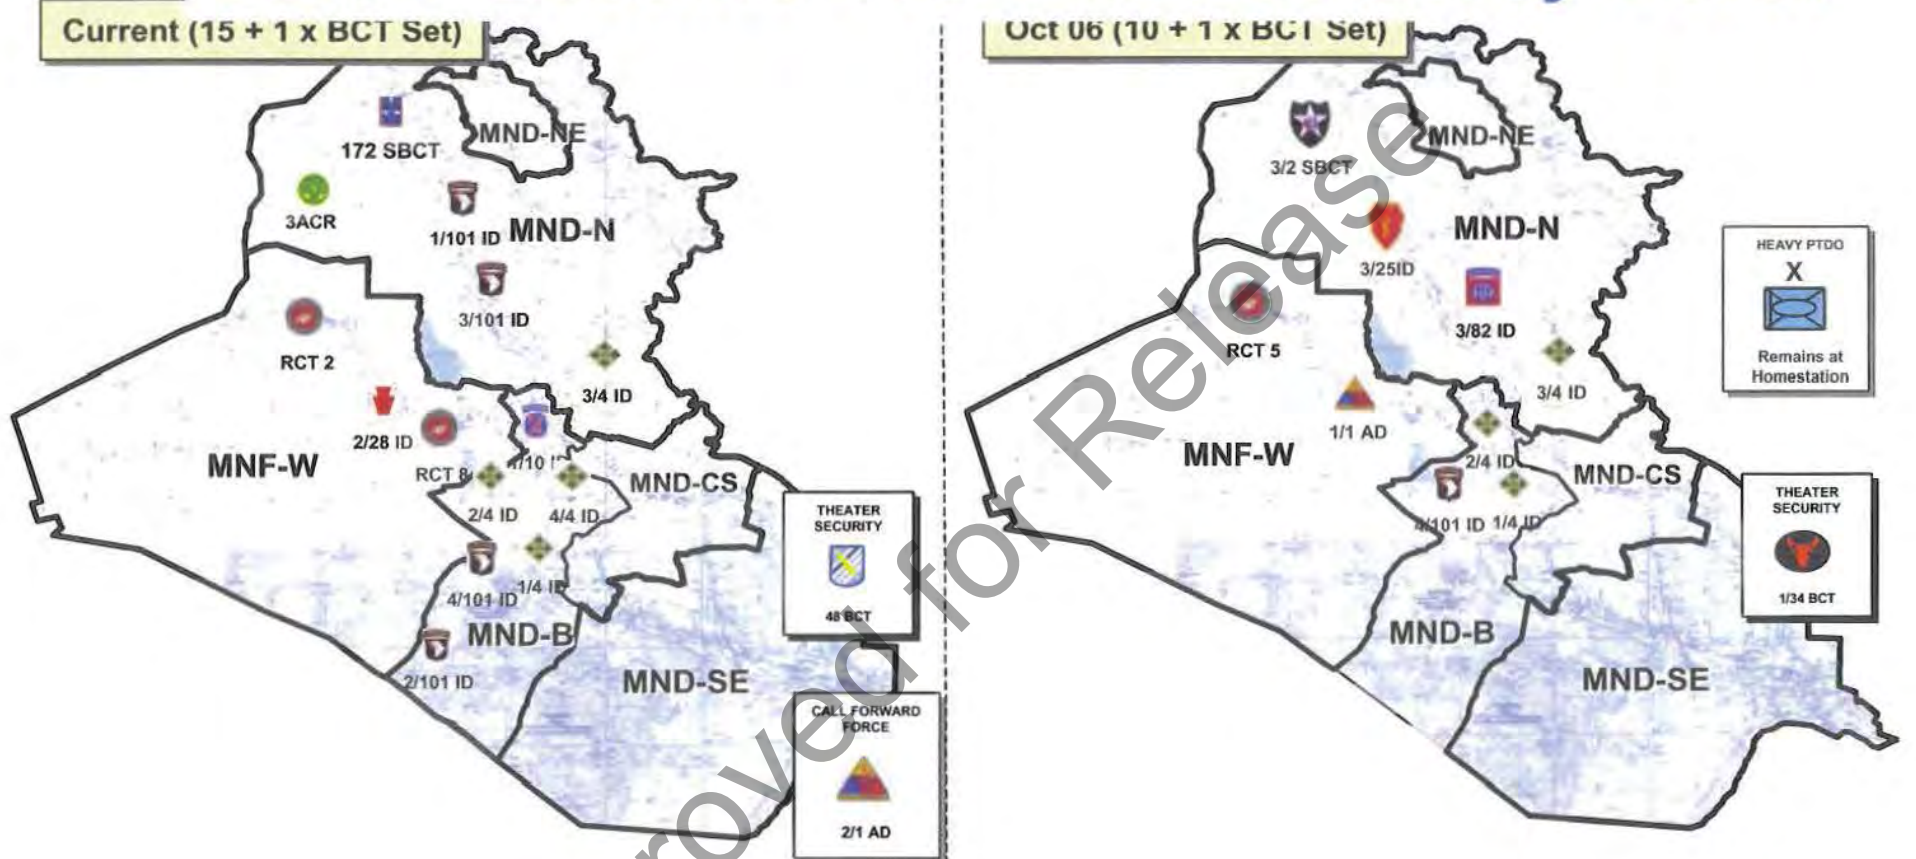 Current (15 + 1 x BCT Set)
172 SBCT
MND-NE
3ACR
1/101 ID
MND-N
3/101 ID
RCT 2
3/4 ID
2/28 ID
RCT 8
MNF-W
MND-CS
2/4 ID
4/4 ID
4/101 ID
1/4 ID
MND-B
2/101 ID
MND-SE
THEATER
SECURITY
48 BCT
CALL FORWARD
FORCE
2/1 AD
Oct 06 (10 + 1 x BCT Set)
3/2 SBCT
MND-NE
MND-N
3/25ID
3/82 ID
RCT 5
3/4 ID
1/1 AD
MNF-W
2/4 ID
MND-CS
4/101 ID
1/4 ID
MND-B
MND-SE
HEAVY PTDO
X
Remains at
Homestation
THEATER
SECURITY
1/34 BCT
roved for Release